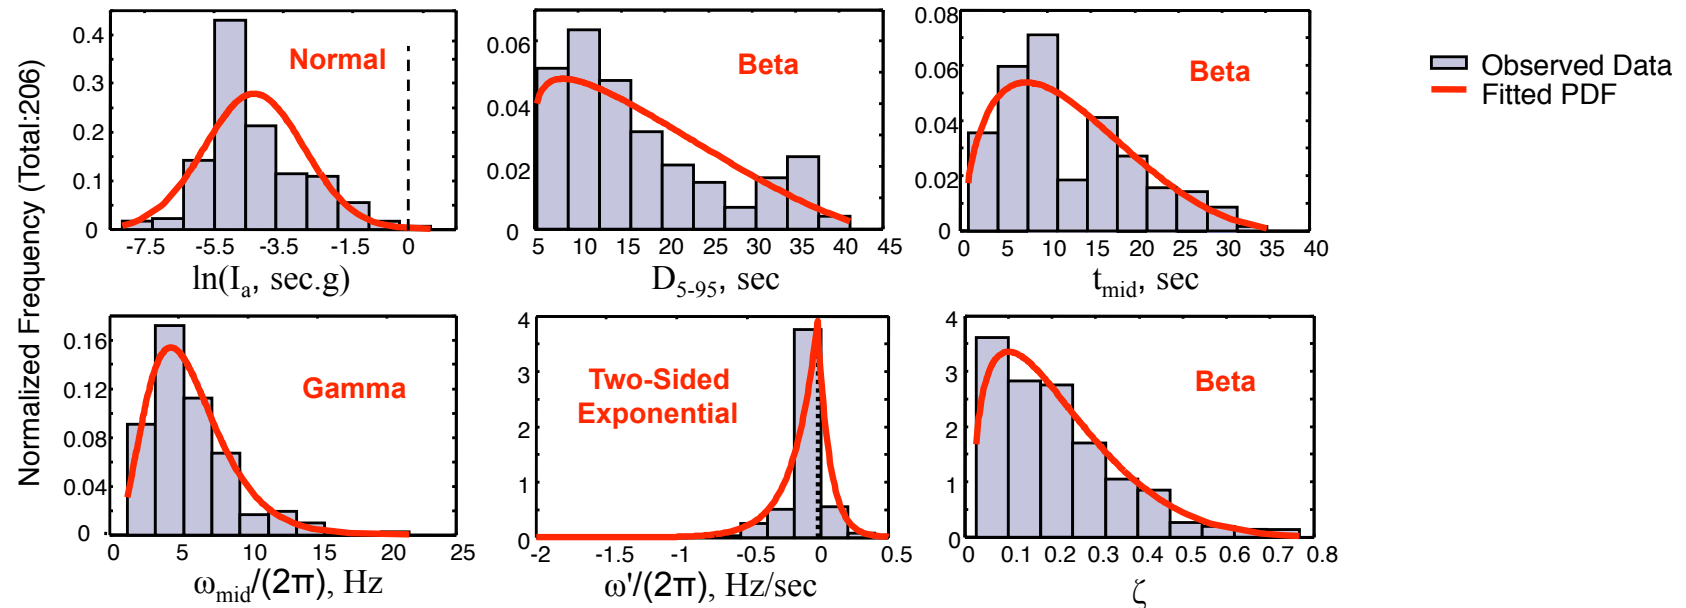 Normalized Frequency (Total:206)
0.4
0.3
0.2
0.1
0
Normal
-7.5 -5.5 -3.5 -1.5 0
ln(Ia, sec.g)
0.06
0.04
0.02
0
Beta
5 10 15 20 25 30 35 40 45
D5-95, sec
0.08
0.06
0.04
0.02
0
Beta
0 5 10 15 20 25 30 35 40
tmid, sec
Observed Data
Fitted PDF
0.16
0.12
0.08
0.04
0
Gamma
0 5 10 15 20 25
ωmid/(2π), Hz
4
3
2
4
0
Two-Sided
Exponential
-2 -1 -0.5 0 0.5
ω'/(2π), Hz/sec
4
3
2
1
0
Beta
0 0.1 0.2 0.3 0.4 0.5 0.6 0.7 0.8
ζ